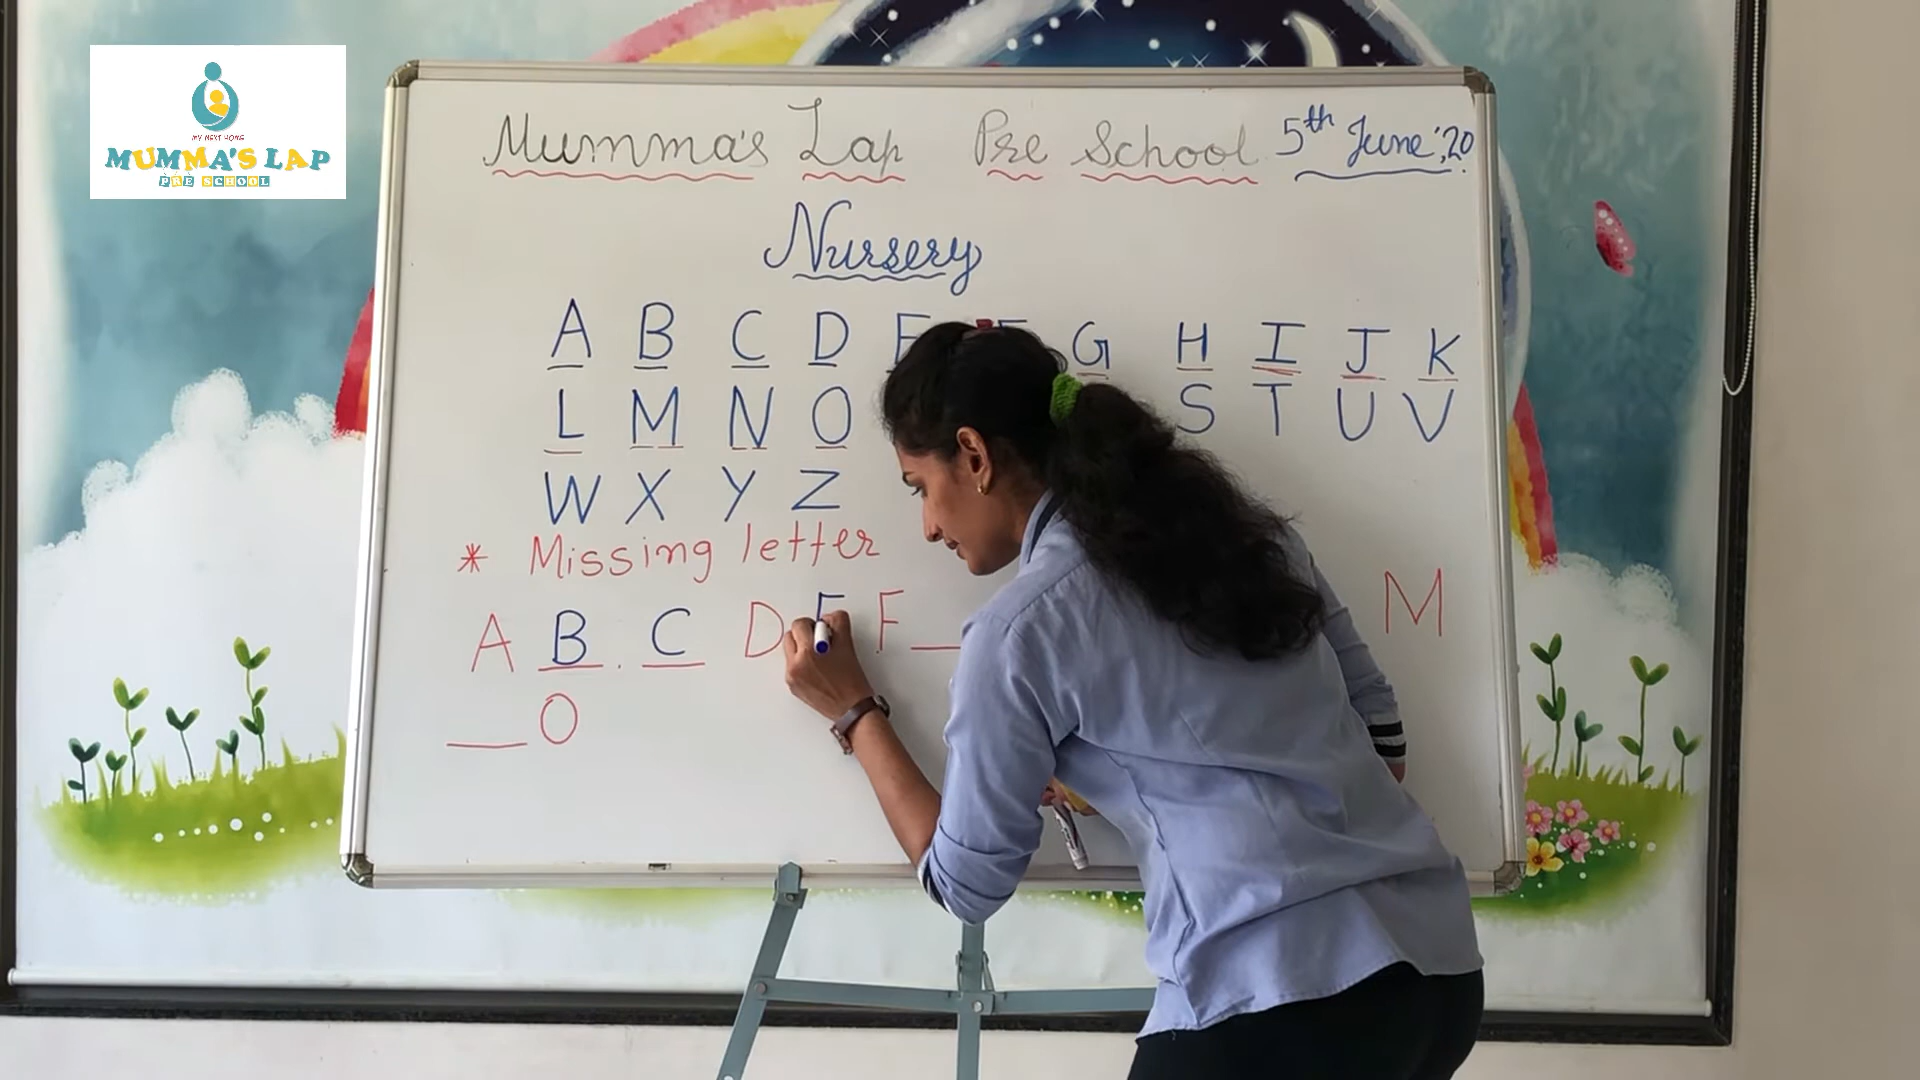 MY NEXT HOME
MUMMA'S LAP
PRE SCHOOL
Mumma's Lap Pre School 5th June'20
Nursery
A B C D E F G H I J K
L M N O S T U V
W X Y Z
* Missing letter
A B C D E F _ M
_ O